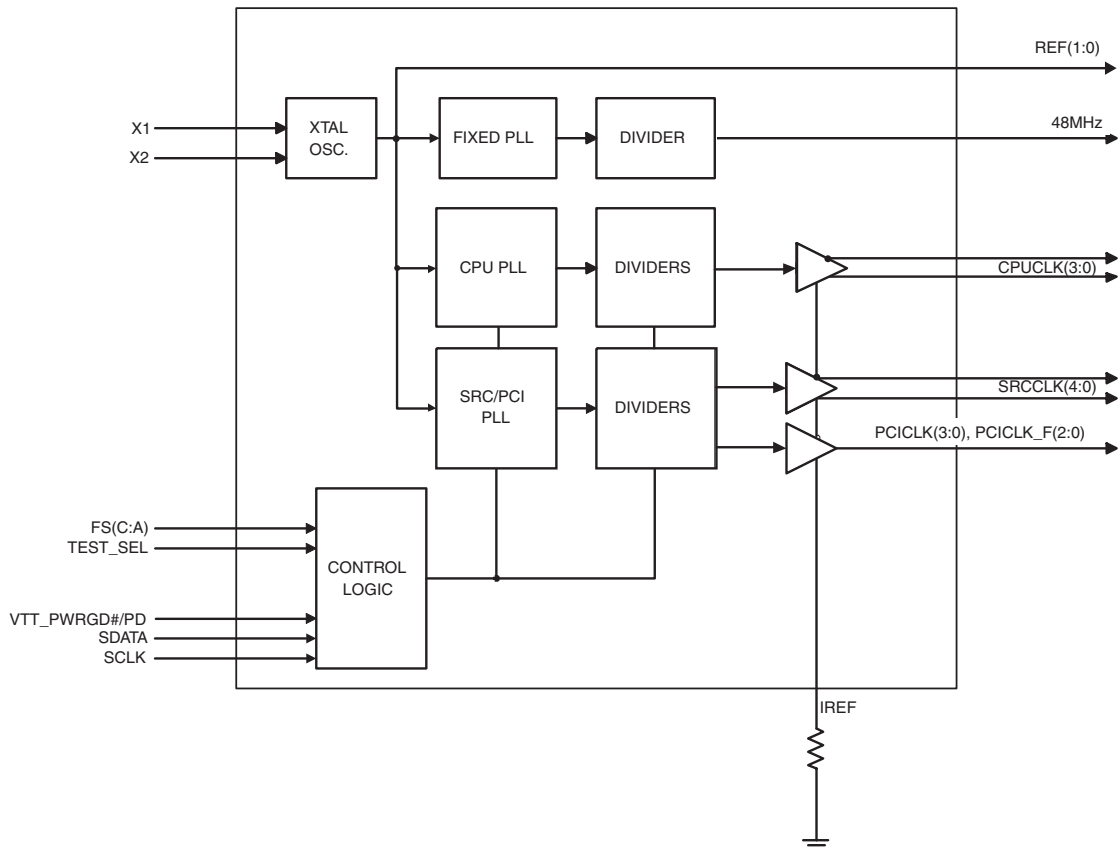 REF(1:0)
X1
X2
XTAL
OSC.
FIXED PLL
DIVIDER
48MHz
CPU PLL
DIVIDERS
CPUCLK(3:0)
SRC/PCI
PLL
DIVIDERS
SRCCLK(4:0)
PCICLK(3:0), PCICLK_F(2:0)
FS(C:A)
TEST_SEL
CONTROL
LOGIC
VTT_PWRGD#/PD
SDATA
SCLK
IREF